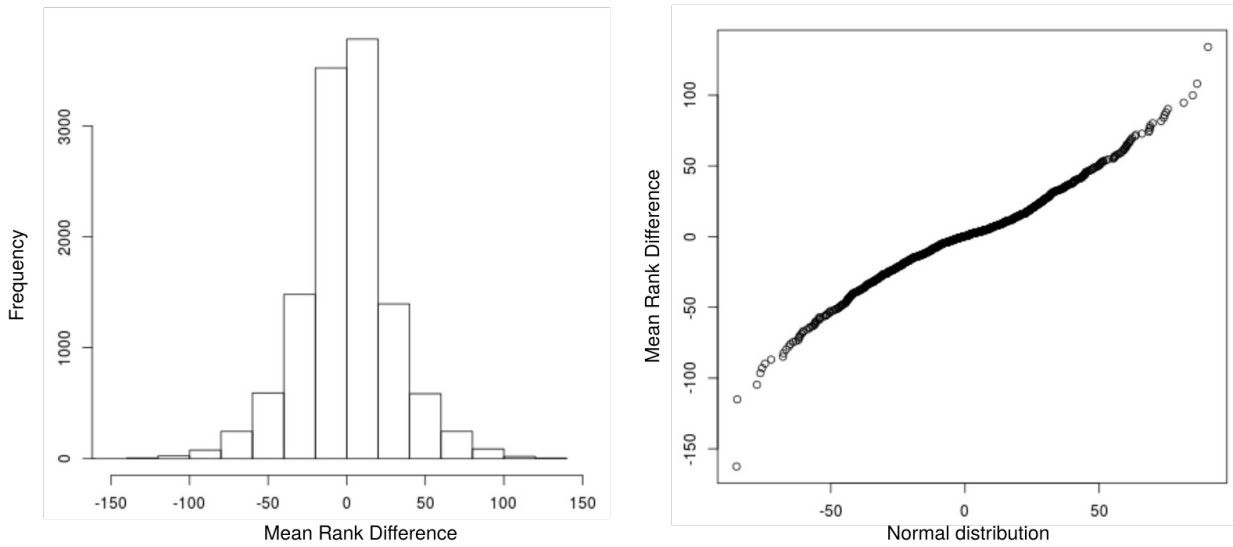 Frequency
0
1000
2000
3000
-150 -100 -50 0 50 100 150
Mean Rank Difference
Mean Rank Difference
-150
-100
-50
0
50
100
-50 0 50
Normal distribution